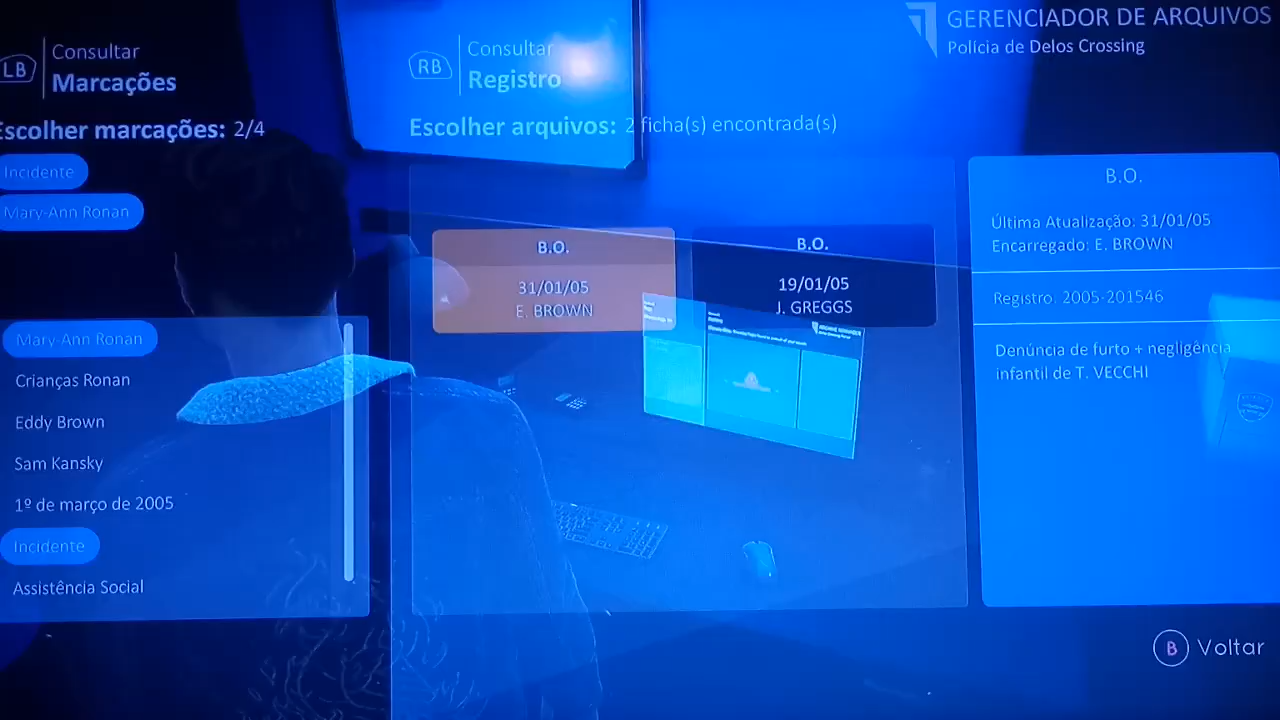 GERENCIADOR DE ARQUIVOS
Polícia de Delos Crossing
LB
Consultar
Marcações
RB
Consultar
Registro
Escolher marcações: 2/4
Escolher arquivos: 2 ficha(s) encontrada(s)
Incidente
Mary-Ann Ronan
Mary-Ann Ronan
Crianças Ronan
Eddy Brown
Sam Kansky
1º de março de 2005
Incidente
Assistência Social
B.O.
31/01/05
E. BROWN
B.O.
19/01/05
J. GREGGS
B.O.
Última Atualização: 31/01/05
Encarregado: E. BROWN
Registro: 2005-201546
Denúncia de furto + negligência
infantil de T. VECCHI
B Voltar